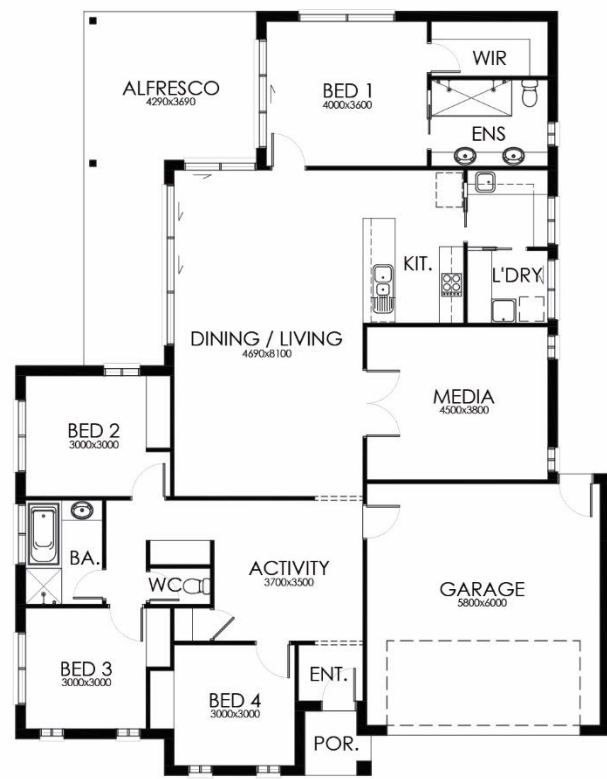 ALFRESCO
4290x3690
BED 1
4000x3600
WIR
ENS
KIT.
L'DRY
DINING / LIVING
4690x8100
MEDIA
4500x3800
BED 2
3000x3000
BA.
WC
ACTIVITY
3700x3500
GARAGE
5800x6000
BED 3
3000x3000
BED 4
3000x3000
ENT.
POR.